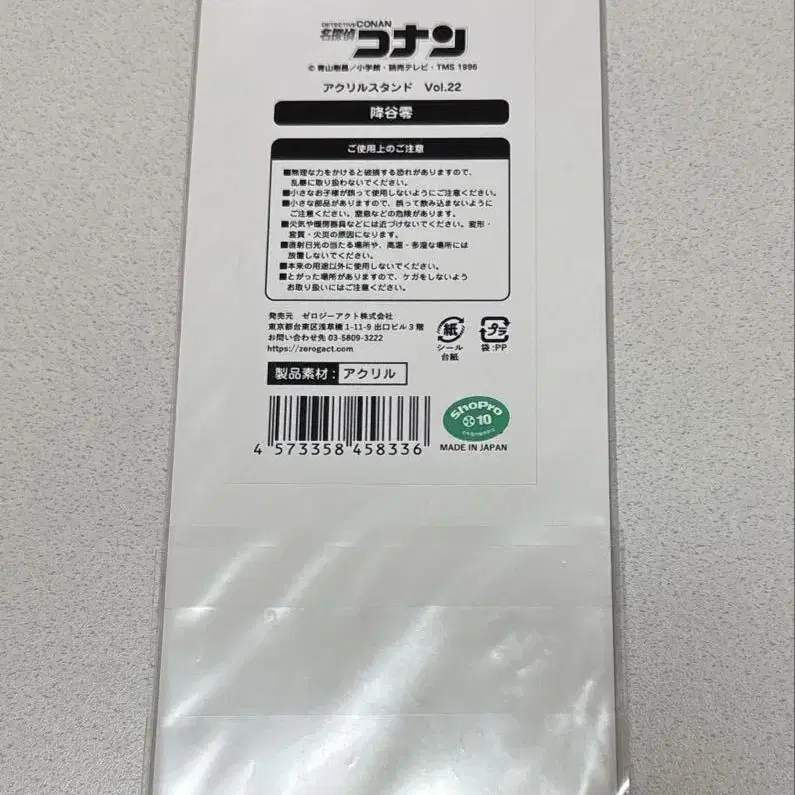 DETECTIVE CONAN
名探偵コナン
© 青山剛昌/小学館・読売テレビ・TMS 1996
アクリルスタンド Vol.22
降谷零
ご使用上のご注意
■無理な力をかけると破損する恐れがありますので、
乱暴に取り扱わないでください。
■小さなお子様が誤って使用しないようにご注意ください。
■小さな部品がありますので、誤って飲み込まないように
ご注意ください。窒息などの危険があります。
■火気や暖房器具などには近づけないでください。変形・
変質・火災の原因になります。
■直射日光の当たる場所や、高温・多湿な場所には
放置しないでください。
■本来の用途以外に使用しないでください。
■とがった場所がありますので、ケガをしないよう
お取り扱いにはご注意ください。
発売元 ゼロジーアクト株式会社
東京都台東区浅草橋 1-11-9 出口ビル3階
お問い合わせ先 03-5809-3222
https://zerogact.com
紙
シール
台紙
プラ
袋:PP
製品素材:アクリル
4 573358 458336
ShoPro
10
MADE IN JAPAN